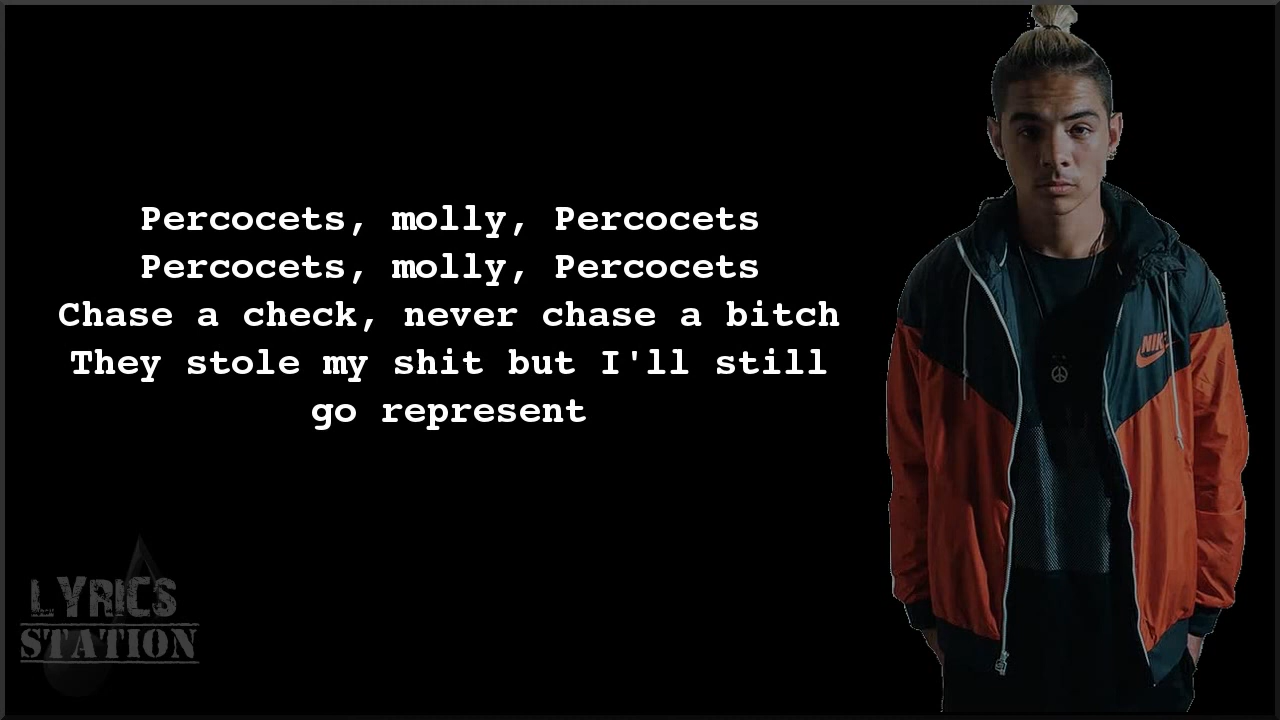 Percocets, molly, Percocets
Percocets, molly, Percocets
Chase a check, never chase a bitch
They stole my shit but I'll still
go represent
NIKE
LYRICS
STATION